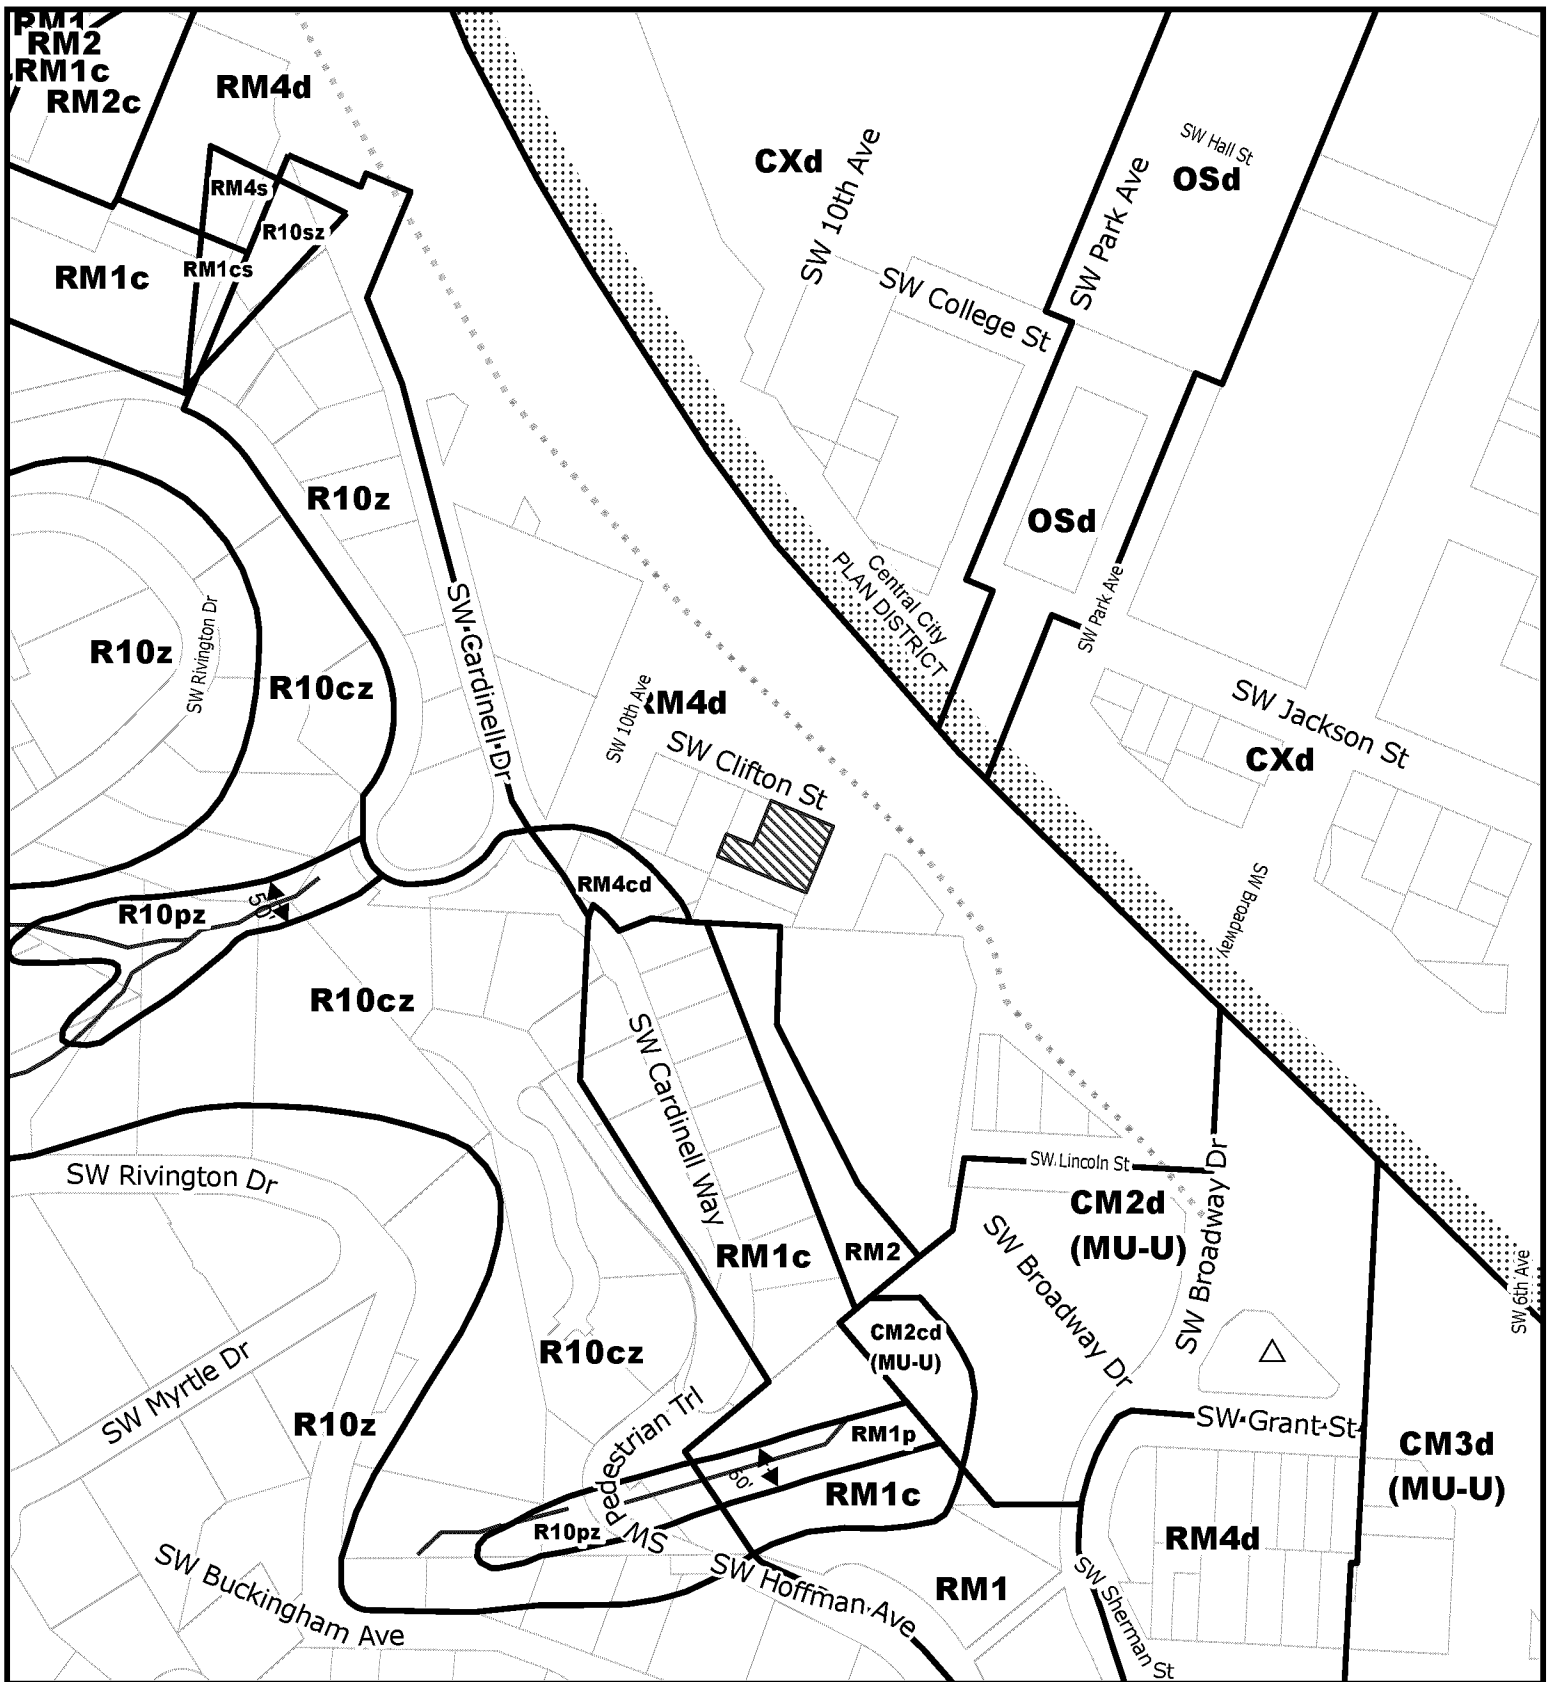 RM1
RM2
RM1c
RM2c
RM4d
CXd
SW 10th Ave
SW Park Ave
SW Hall St
OSd
RM4s
R10sz
RM1c
RM1cs
SW College St
R10z
OSd
Central City
PLAN DISTRICT
SW Park Ave
SW Cardinell Dr
R10z
SW Rivington Dr
R10cz
SW 10th Ave
RM4d
SW Clifton St
SW Jackson St
CXd
RM4cd
SW Broadway
R10pz
50'
R10cz
SW Cardinell Way
SW Rivington Dr
SW Lincoln St
CM2d
(MU-U)
SW Broadway Dr
SW Broadway Dr
RM1c
RM2
SW 6th Ave
CM2cd
(MU-U)
R10cz
SW Myrtle Dr
R10z
SW Pedestrian Trl
RM1p
SW Grant St
CM3d
(MU-U)
50'
RM1c
R10pz
RM4d
SW Buckingham Ave
SW Hoffman Ave
RM1
SW Sherman St